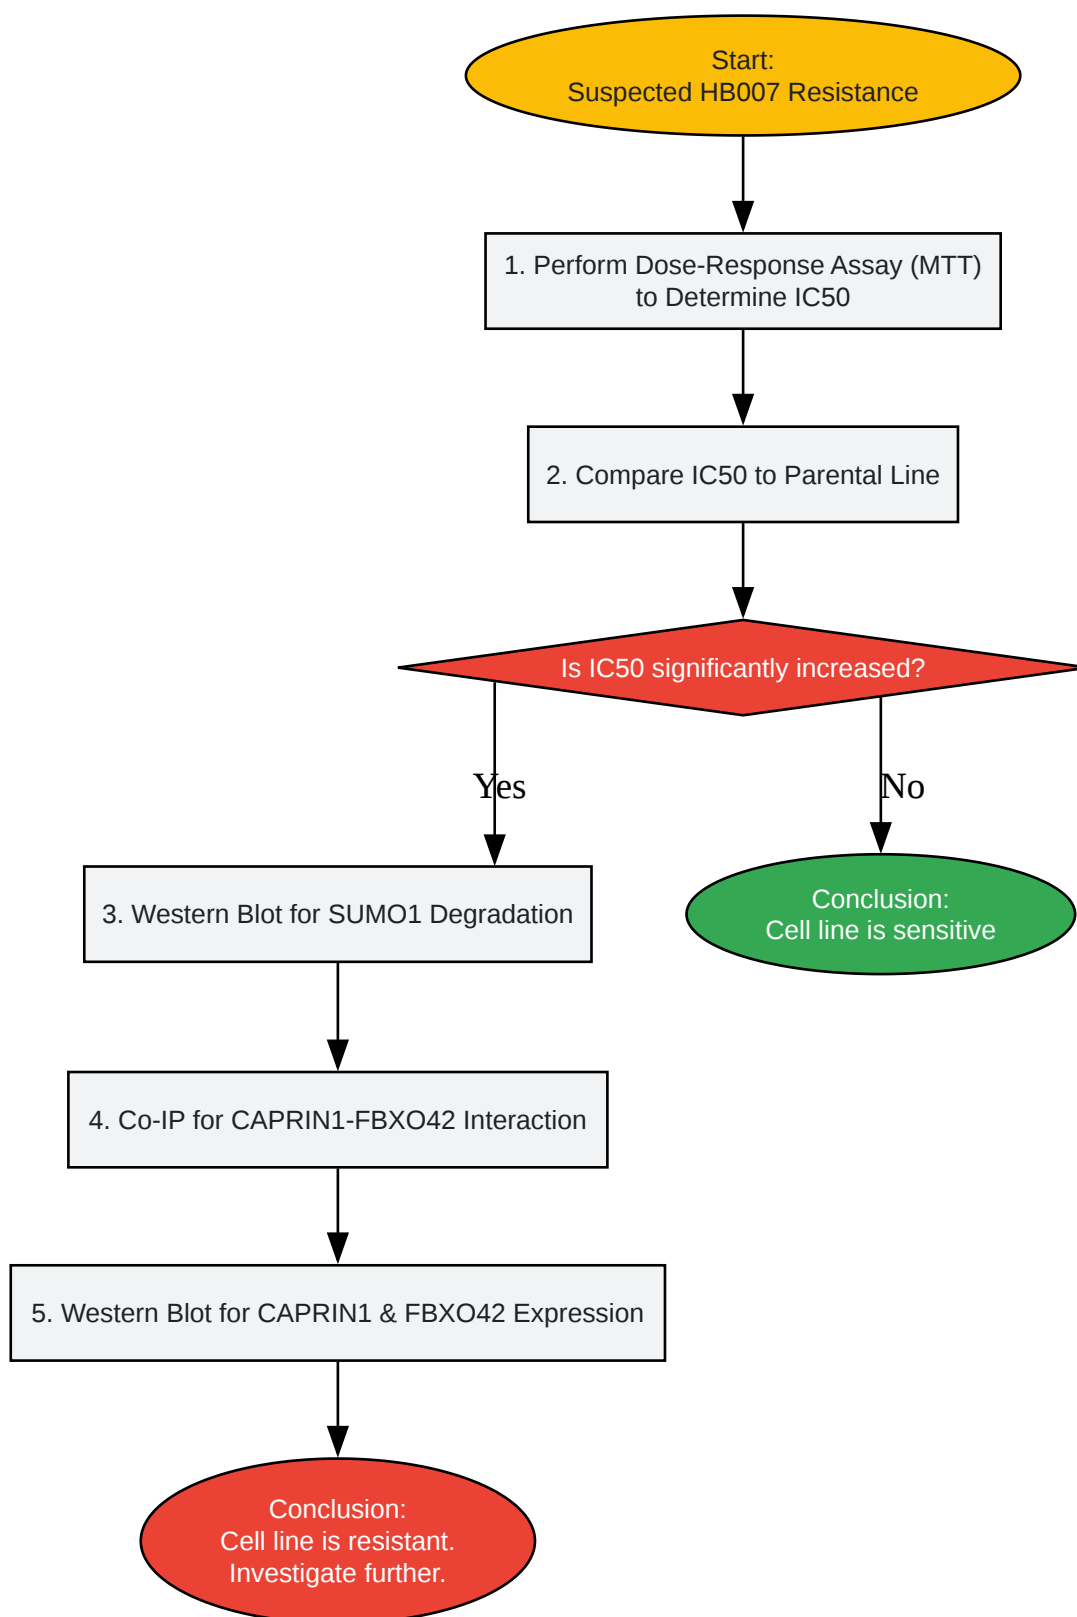 Start:
Suspected HB007 Resistance
1. Perform Dose-Response Assay (MTT)
to Determine IC50
2. Compare IC50 to Parental Line
Is IC50 significantly increased?
Yes
No
3. Western Blot for SUMO1 Degradation
Conclusion:
Cell line is sensitive
4. Co-IP for CAPRIN1-FBXO42 Interaction
5. Western Blot for CAPRIN1 & FBXO42 Expression
Conclusion:
Cell line is resistant.
Investigate further.